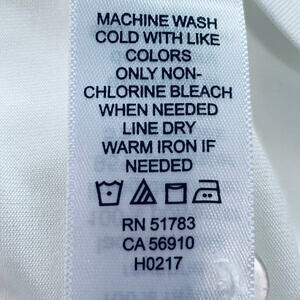 MACHINE WASH
COLD WITH LIKE
COLORS
ONLY NON-
CHLORINE BLEACH
WHEN NEEDED
LINE DRY
WARM IRON IF
NEEDED
RN 51783
CA 56910
H0217